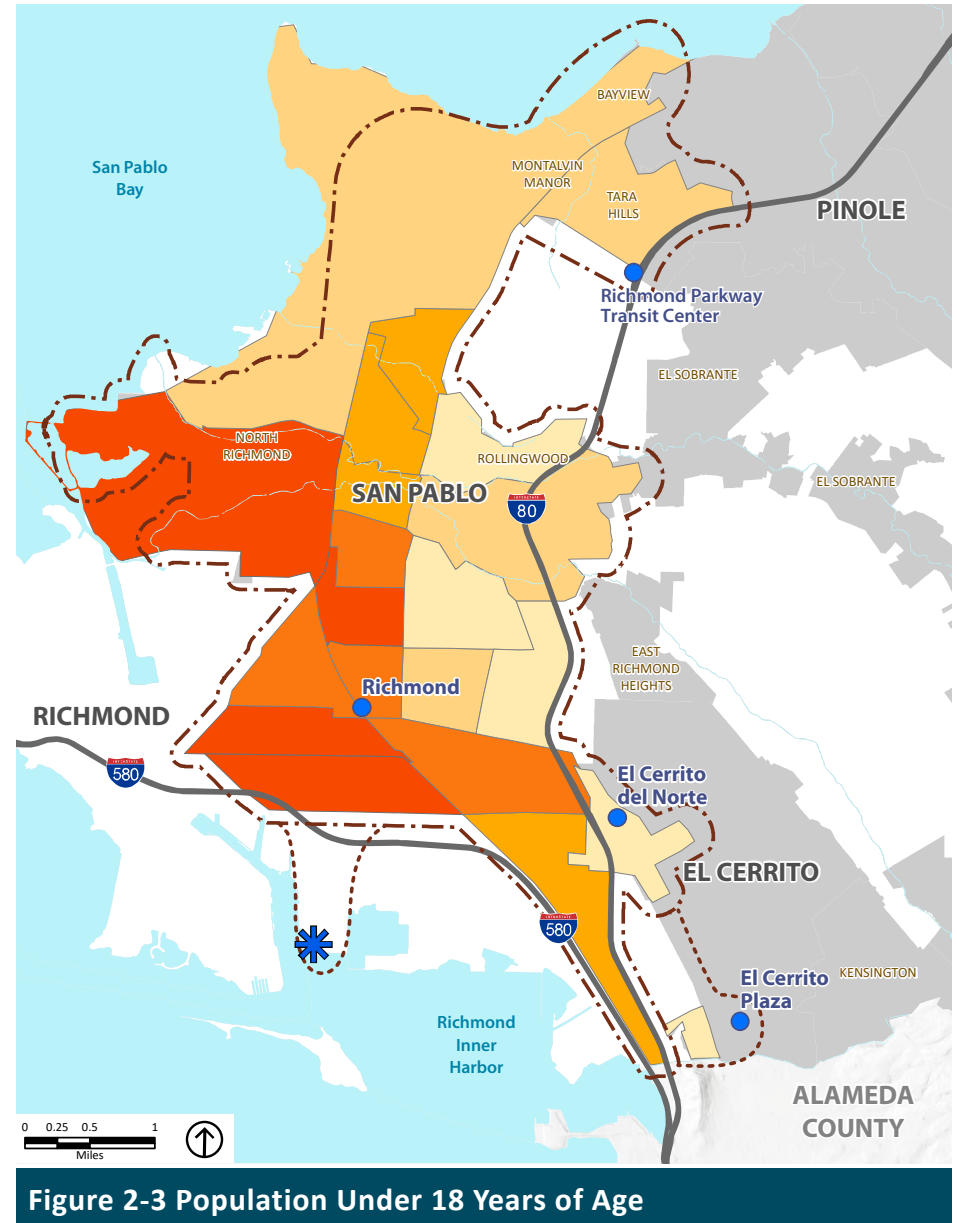 BAYVIEW
San Pablo
Bay
MONTALVIN
MANOR
TARA
HILLS
PINOLE
Richmond Parkway
Transit Center
EL SOBRANTE
NORTH
RICHMOND
ROLLINGWOOD
EL SOBRANTE
SAN PABLO
INTERSTATE
80
EAST
RICHMOND
HEIGHTS
Richmond
RICHMOND
INTERSTATE
580
El Cerrito
del Norte
EL CERRITO
INTERSTATE
580
KENSINGTON
El Cerrito
Plaza
Richmond
Inner
Harbor
ALAMEDA
COUNTY
0 0.25 0.5 1
Miles
Figure 2-3 Population Under 18 Years of Age